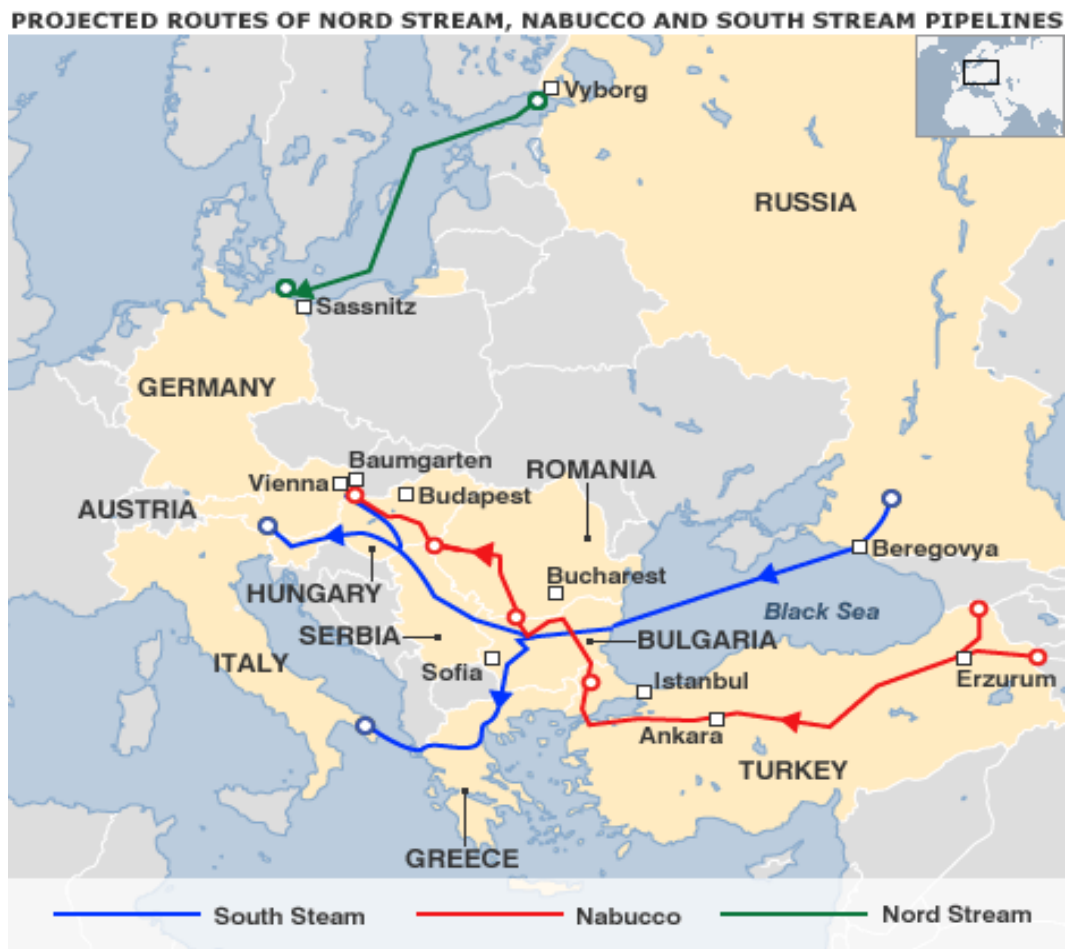 PROJECTED ROUTES OF NORD STREAM, NABUCCO AND SOUTH STREAM PIPELINES
Vyborg
RUSSIA
Sassnitz
GERMANY
Baumgarten
Vienna
Budapest
ROMANIA
AUSTRIA
Beregovya
HUNGARY
Bucharest
Black Sea
SERBIA
BULGARIA
ITALY
Sofia
Istanbul
Erzurum
Ankara
TURKEY
GREECE
South Steam
Nabucco
Nord Stream